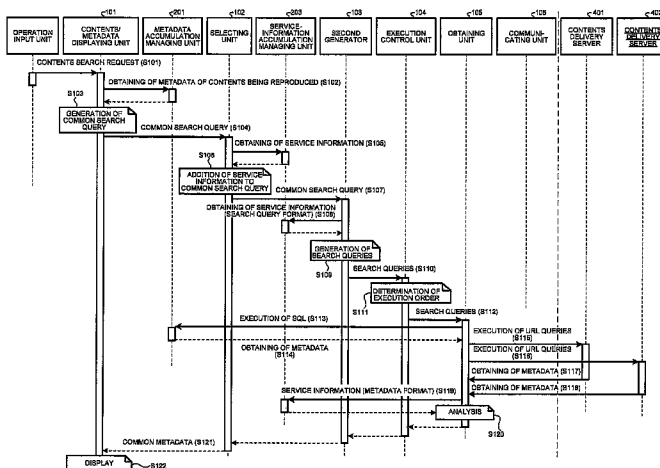 101
201
102
203
103
104
105
106
401
402
OPERATION
INPUT UNIT
CONTENTS/
METADATA
DISPLAYING UNIT
METADATA
ACCUMULATION
MANAGING UNIT
SELECTING
UNIT
SERVICE-
INFORMATION
ACCUMULATION
MANAGING UNIT
SECOND
GENERATOR
EXECUTION
CONTROL UNIT
OBTAINING
UNIT
COMMUNI-
CATING UNIT
CONTENTS
DELIVERY
SERVER
CONTENTS
DELIVERY
SERVER
CONTENTS SEARCH REQUEST (S101)
OBTAINING OF METADATA OF CONTENTS BEING REPRODUCED (S102)
S103
GENERATION OF
COMMON SEARCH
QUERY
COMMON SEARCH QUERY (S104)
OBTAINING OF SERVICE INFORMATION (S105)
S106
ADDITION OF SERVICE
INFORMATION TO
COMMON SEARCH QUERY
COMMON SEARCH QUERY (S107)
OBTAINING OF SERVICE INFORMATION
(SEARCH QUERY FORMAT) (S108)
GENERATION OF
SEARCH QUERIES
S109
SEARCH QUERIES (S110)
DETERMINATION OF
EXECUTION ORDER
S111
SEARCH QUERIES (S112)
EXECUTION OF SQL (S113)
OBTAINING OF METADATA
(S114)
EXECUTION OF URL QUERIES
(S115)
EXECUTION OF URL QUERIES
(S116)
OBTAINING OF METADATA (S117)
OBTAINING OF METADATA (S118)
SERVICE INFORMATION (METADATA FORMAT) (S119)
ANALYSIS
S120
COMMON METADATA (S121)
DISPLAY
S122